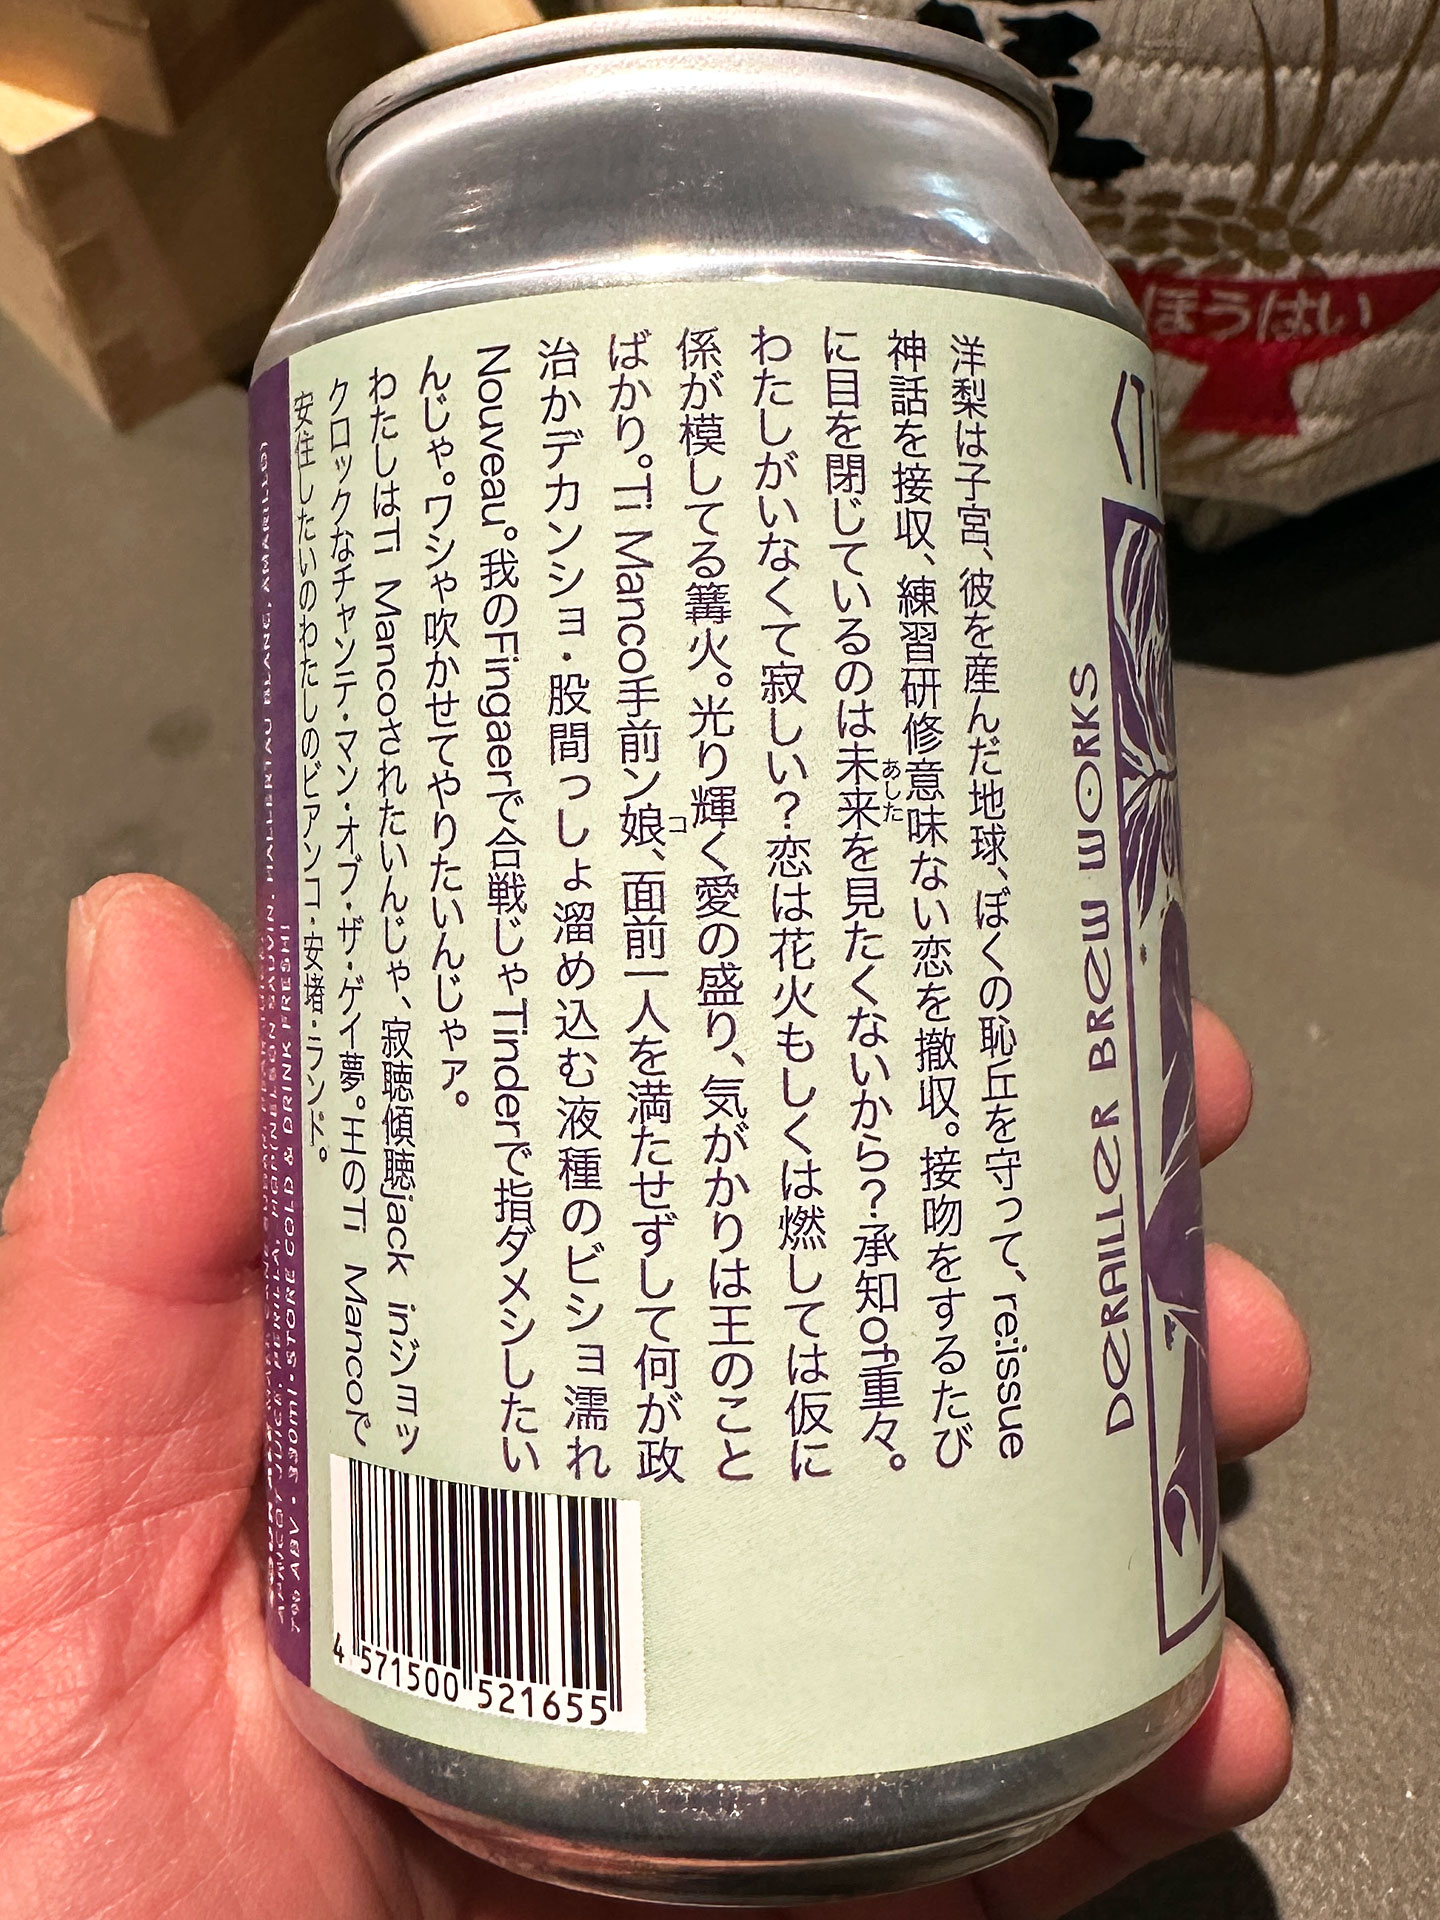 ほうはい
DERAILLER BREW WORKS
洋梨は子宮、彼を産んだ地球、ぼくの恥丘を守って、re:issue
神話を接収、練習研修意味ない恋を撤収。接吻をするたび
に目を閉じているのは未来を見たくないから？承知of重々。
あした
わたしがいなくて寂しい？恋は花火もしくは燃しては仮に
係が模してる篝火。光り輝く愛の盛り、気がかりは王のこと
ばかり。Ti Manco手前ン娘、面前一人を満たせずして何が政
コ
治かデカンショ・股間っしょ溜め込む液種のビショ濡れ
Nouveau。我のFingaerで合戦じゃTinderで指ダメシしたい
んじゃ。ワシャ吹かせてやりたいんじゃァ。
わたしはTi Mancoされたいんじゃ、寂聴傾聴jack inジョッ
クロックなチャンテ・マン・オブ・ザ・ゲイ夢。王のTi Mancoで
安住したいのわたしのビアンコ・安堵・ランド。
7% ABV • 350ml-STORE COLD & DRINK FRESH!
4 571500 521655